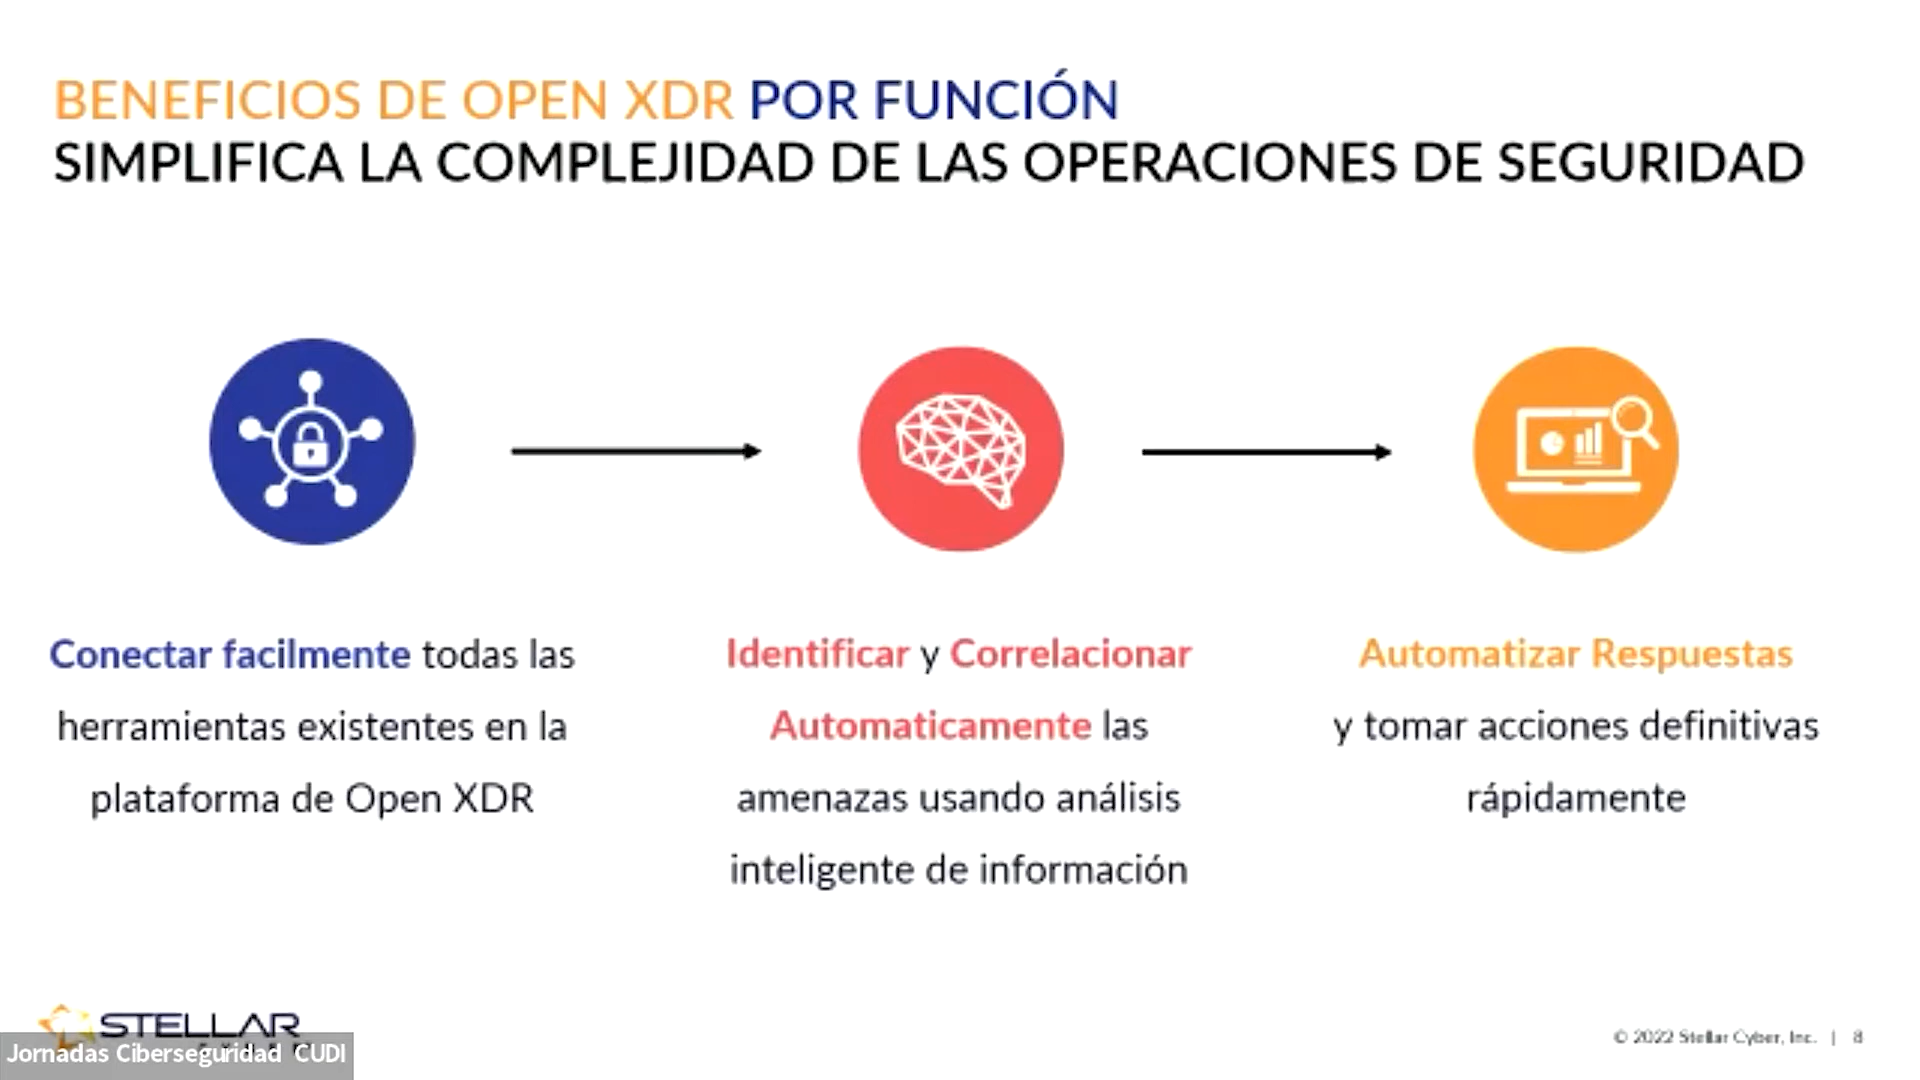 BENEFICIOS DE OPEN XDR POR FUNCIÓN
SIMPLIFICA LA COMPLEJIDAD DE LAS OPERACIONES DE SEGURIDAD
Conectar facilmente todas las
herramientas existentes en la
plataforma de Open XDR
Identificar y Correlacionar
Automaticamente las
amenazas usando análisis
inteligente de información
Automatizar Respuestas
y tomar acciones definitivas
rápidamente
STELLAR
Jornadas Ciberseguridad CUDI
© 2022 Stellar Cyber, Inc. | 8